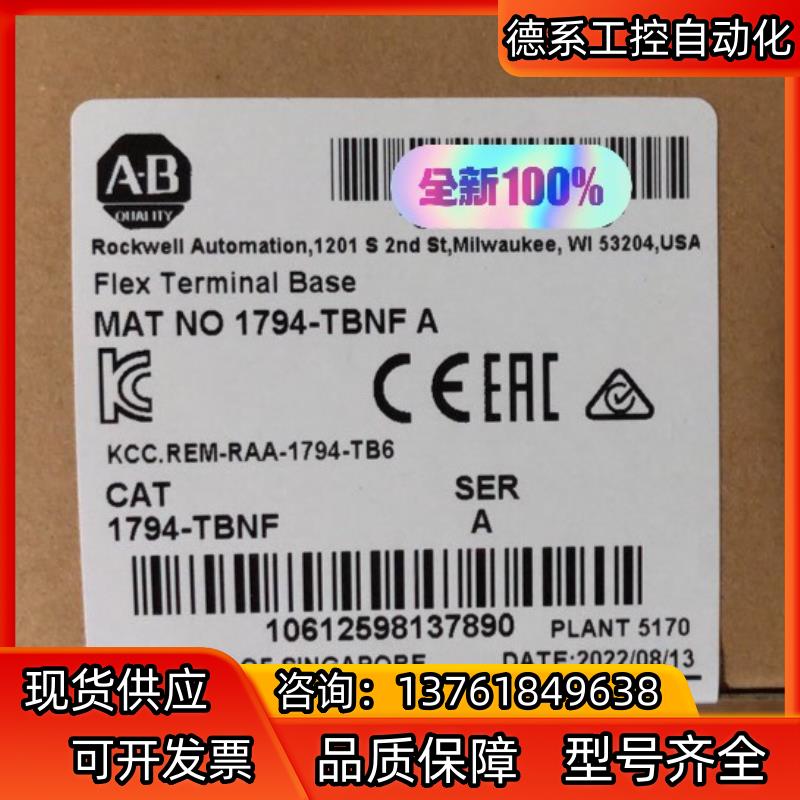 德系工控自动化
A-B
QUALITY
全新100%
Rockwell Automation,1201 S 2nd St,Milwaukee, WI 53204,USA
Flex Terminal Base
MAT NO 1794-TBNF A
KC CE EAC
KCC.REM-RAA-1794-TB6
CAT SER
1794-TBNF A
10612598137890 PLANT 5170
OF SINGAPORE DATE:2022/08/13
现货供应 咨询：13761849638
可开发票 品质保障 型号齐全